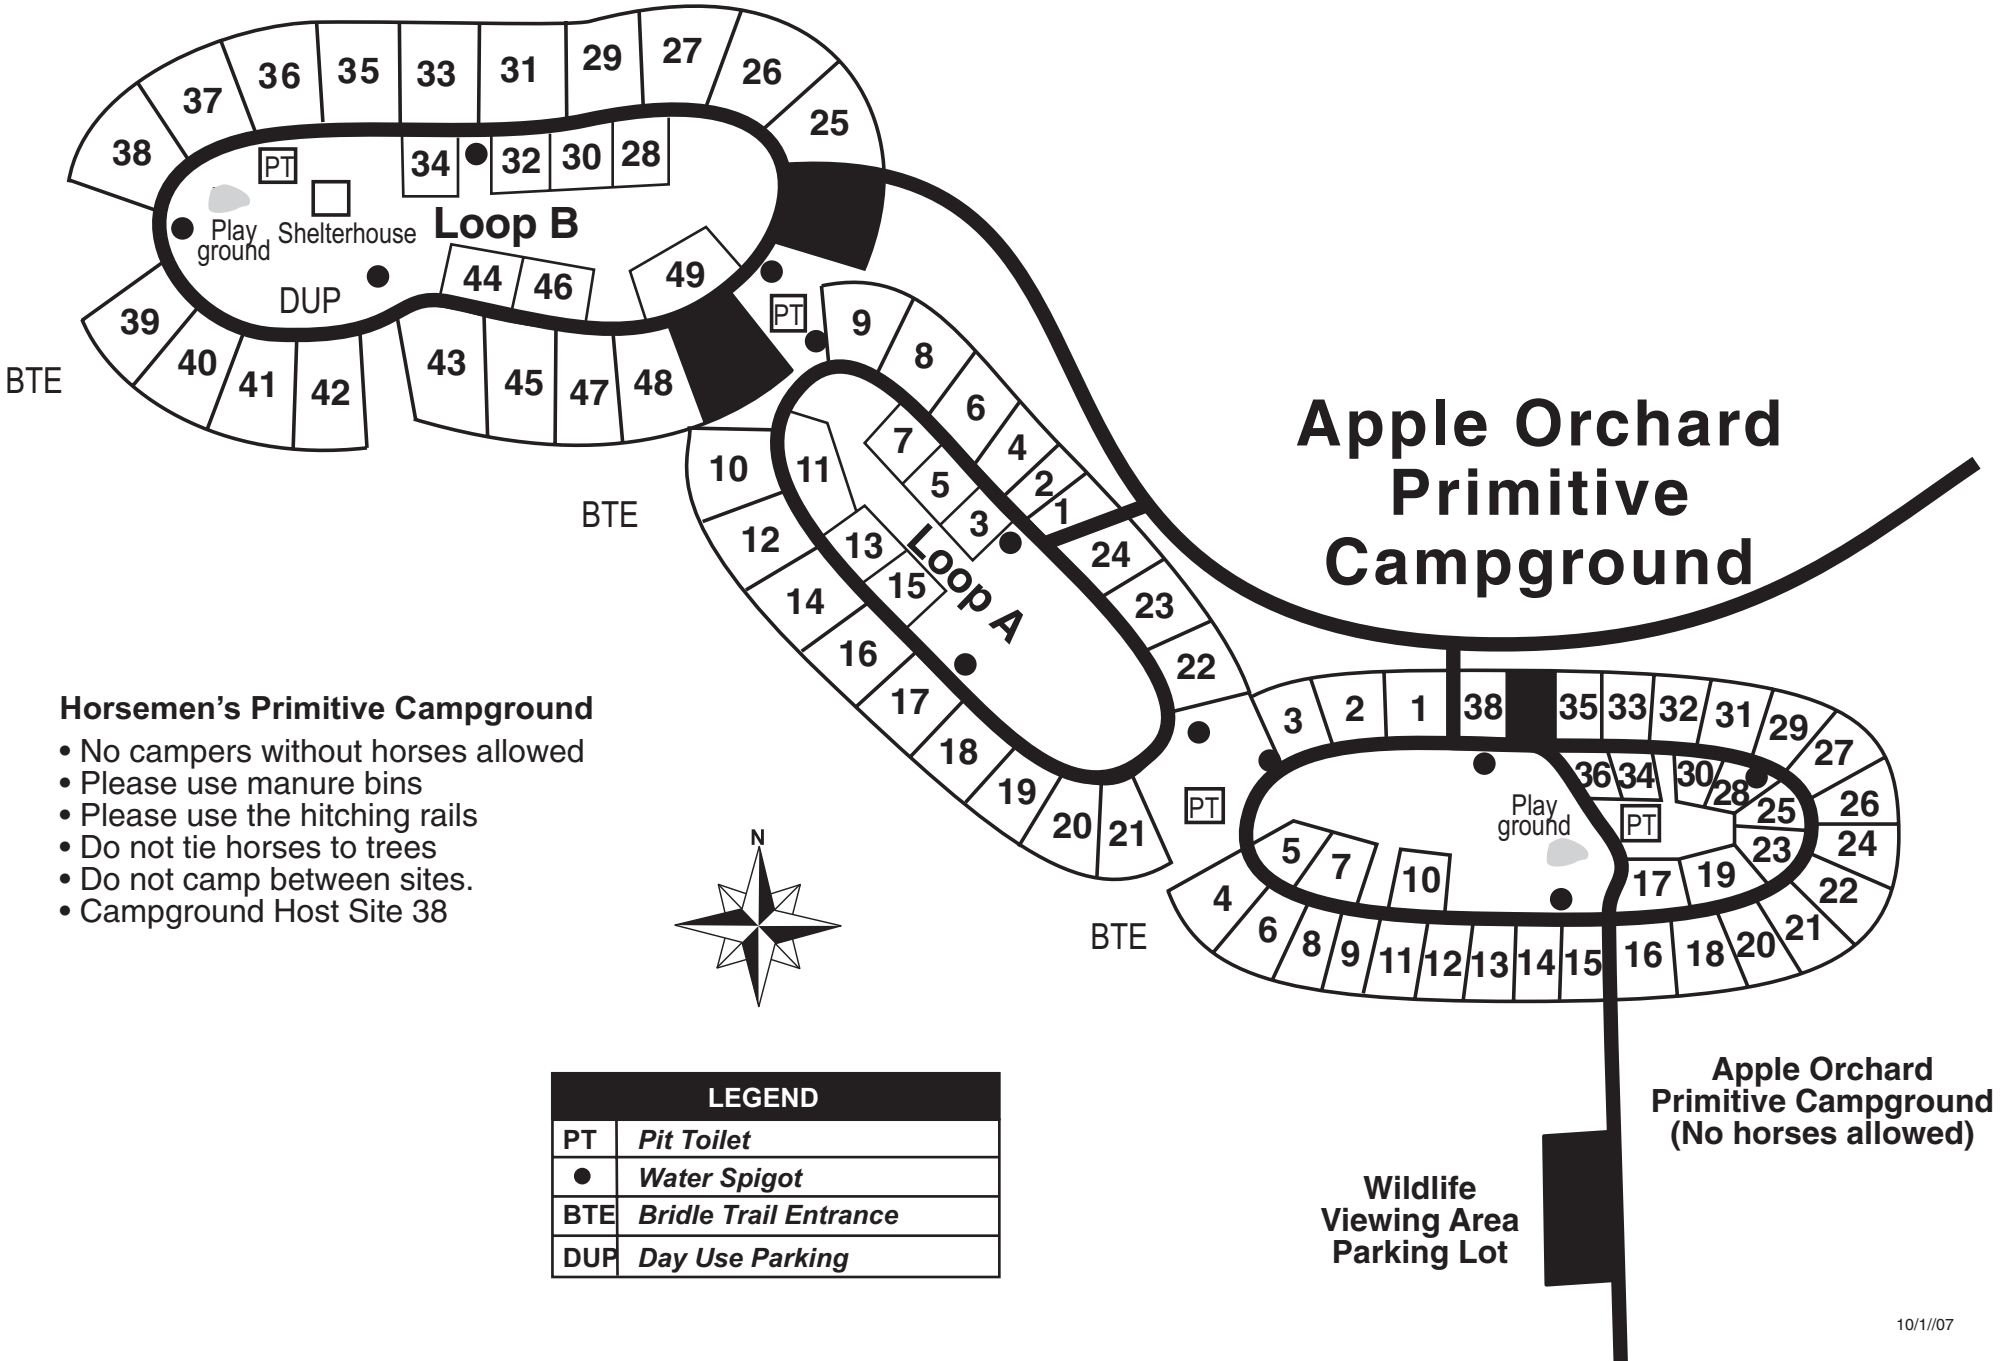 36
35
33
31
29
27
26
37
25
38
PT
34
32
30
28
Play
ground
Shelterhouse
Loop B
44
46
49
DUP
39
40
41
42
43
45
47
48
BTE
PT
9
8
6
4
2
1
7
5
3
10
11
12
13
14
15
16
17
18
19
20
21
22
23
24
Loop A
BTE
Apple Orchard
Primitive
Campground
3
2
1
38
35
33
32
31
29
27
26
24
22
21
20
18
16
36
34
30
28
25
23
19
17
PT
Play
ground
PT
5
7
10
4
6
8
9
11
12
13
14
15
BTE
Horsemen's Primitive Campground
• No campers without horses allowed
• Please use manure bins
• Please use the hitching rails
• Do not tie horses to trees
• Do not camp between sites.
• Campground Host Site 38
N
LEGEND
PT Pit Toilet
● Water Spigot
BTE Bridle Trail Entrance
DUP Day Use Parking
Apple Orchard
Primitive Campground
(No horses allowed)
Wildlife
Viewing Area
Parking Lot
10/1//07